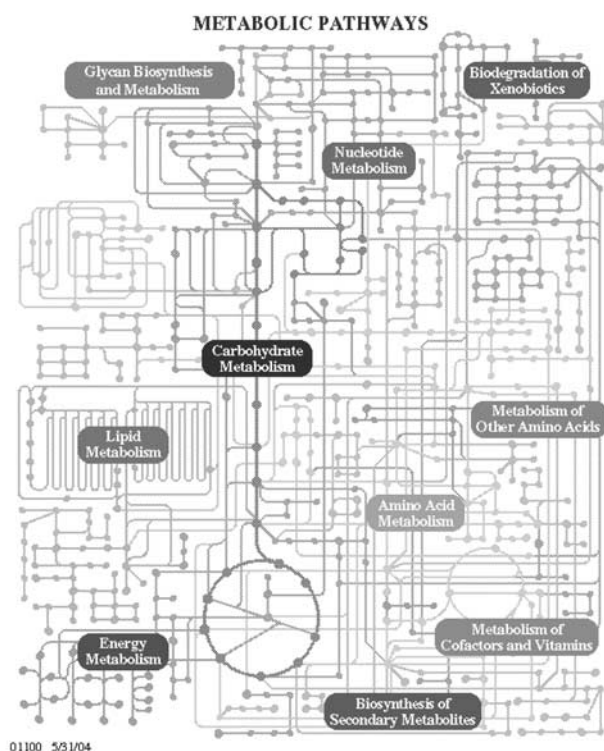 METABOLIC PATHWAYS
Glycan Biosynthesis
and Metabolism
Biodegradation of
Xenobiotics
Nucleotide
Metabolism
Carbohydrate
Metabolism
Metabolism of
Other Amino Acids
Lipid
Metabolism
Amino Acid
Metabolism
Metabolism of
Cofactors and Vitamins
Energy
Metabolism
Biosynthesis of
Secondary Metabolites
01100 5/31/04